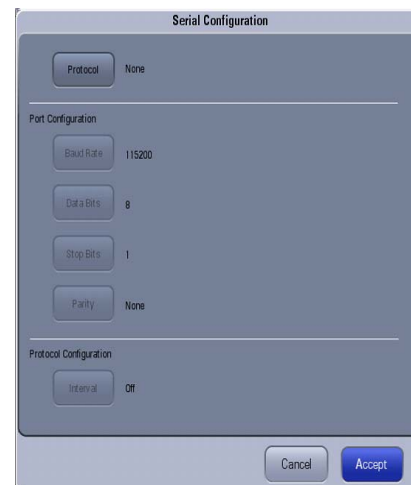 Serial Configuration
Protocol None
Port Configuration
Baud Rate 115200
Data Bits 8
Stop Bits 1
Parity None
Protocol Configuration
Interval Off
Cancel Accept